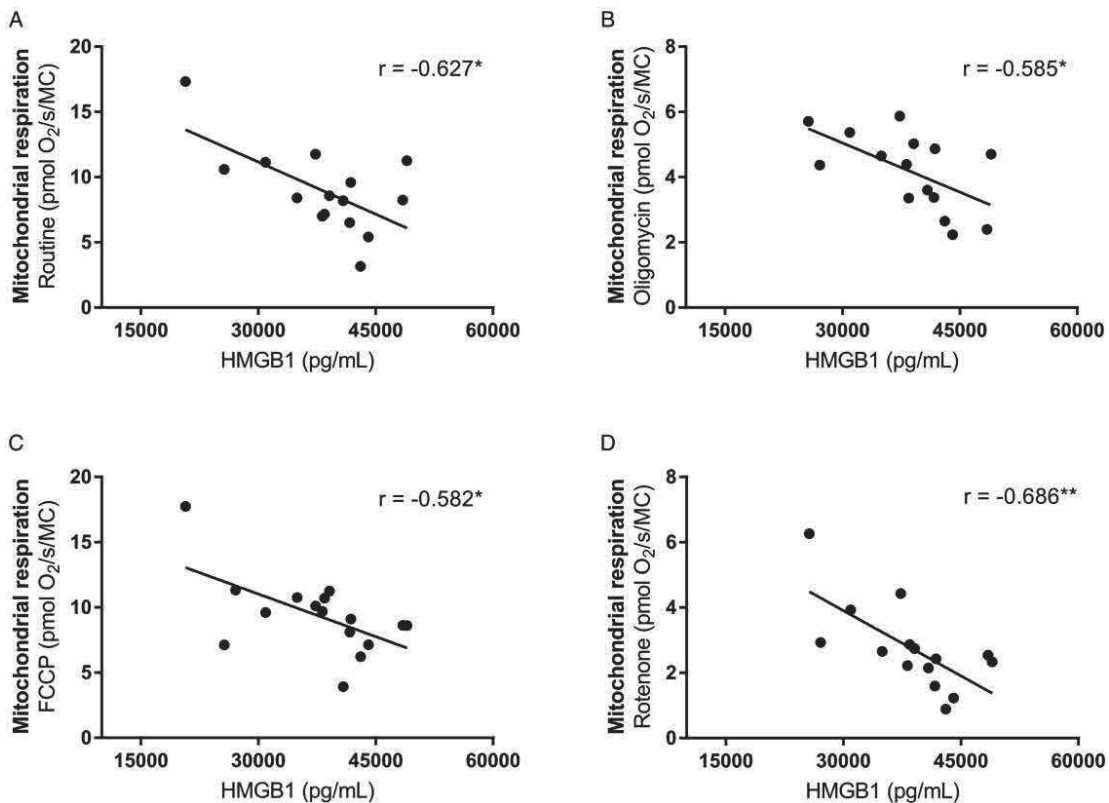 A
Mitochondrial respiration
Routine (pmol O₂/s/MC)
20
15
10
5
0
r = -0.627*
15000 30000 45000 60000
HMGB1 (pg/mL)
B
Mitochondrial respiration
Oligomycin (pmol O₂/s/MC)
8
6
4
2
0
r = -0.585*
15000 30000 45000 60000
HMGB1 (pg/mL)
C
Mitochondrial respiration
FCCP (pmol O₂/s/MC)
20
15
10
5
0
r = -0.582*
15000 30000 45000 60000
HMGB1 (pg/mL)
D
Mitochondrial respiration
Rotenone (pmol O₂/s/MC)
8
6
4
2
0
r = -0.686**
15000 30000 45000 60000
HMGB1 (pg/mL)